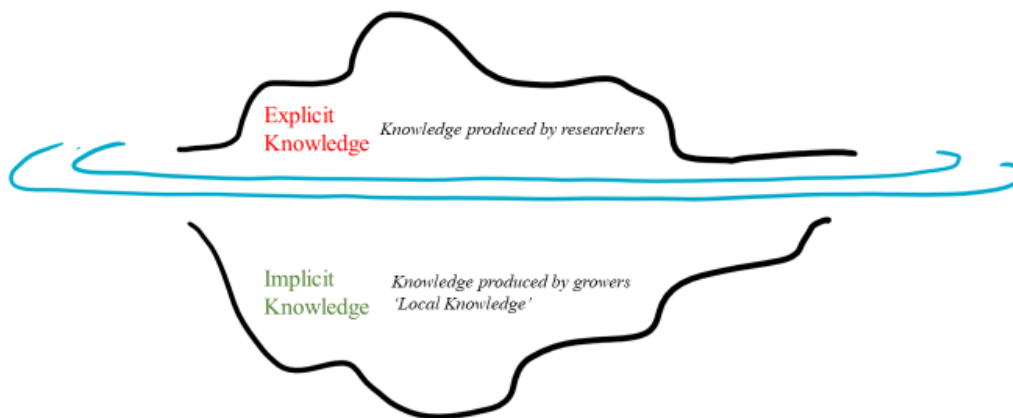 Explicit
Knowledge
Knowledge produced by researchers
Implicit
Knowledge
Knowledge produced by growers
‘Local Knowledge’